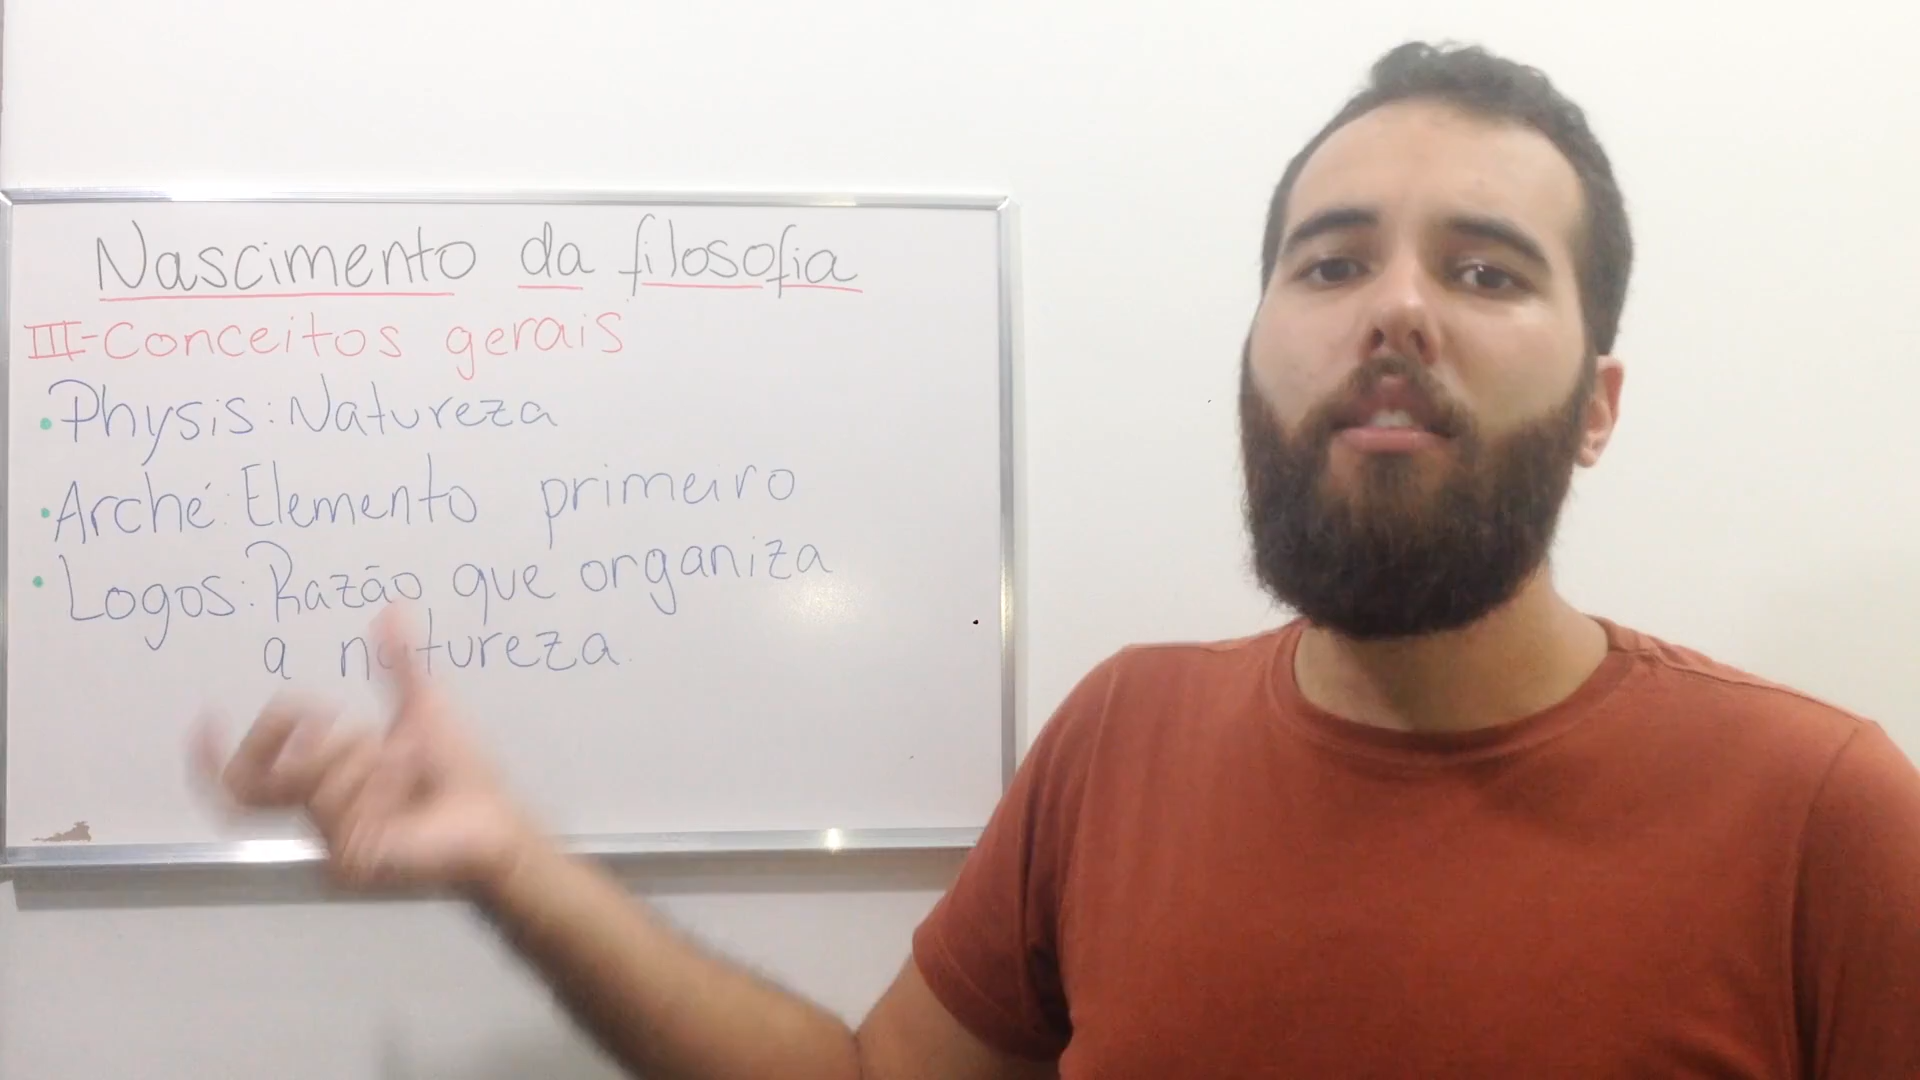 Nascimento da filosofia
III-Conceitos gerais
• Physis: Natureza
• Arché: Elemento primeiro
• Logos: Razão que organiza
a natureza.